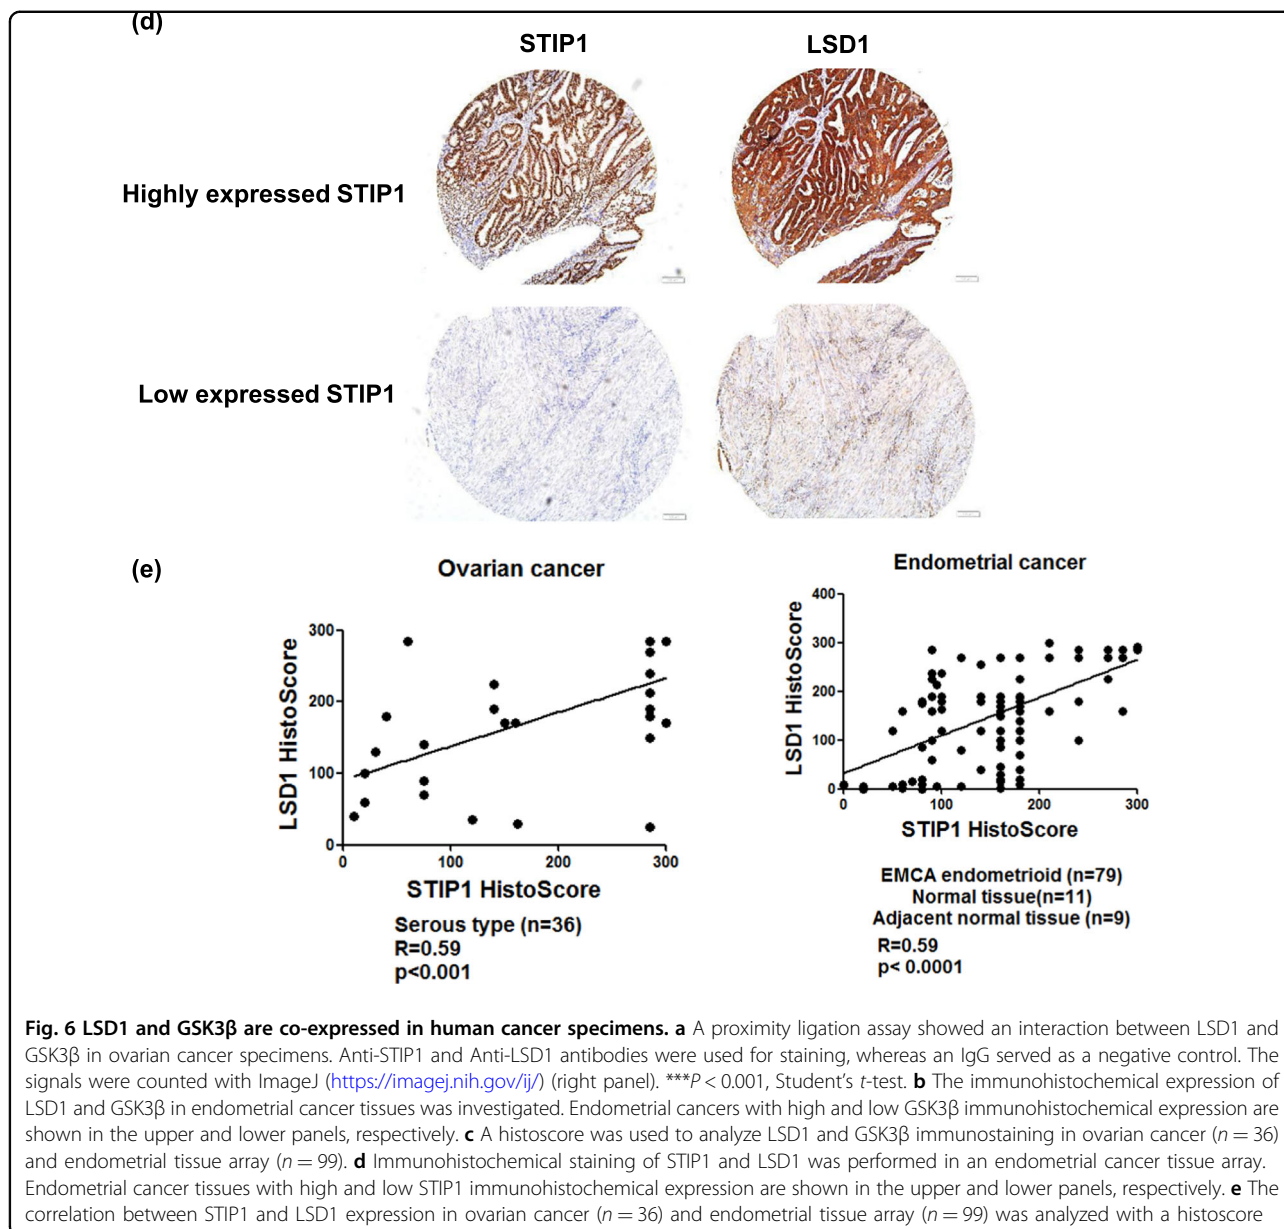 (d)
STIP1
LSD1
Highly expressed STIP1
Low expressed STIP1
(e)
Ovarian cancer
LSD1 HistoScore
300
200
100
0
0
100
200
300
STIP1 HistoScore
Serous type (n=36)
R=0.59
p<0.001
Endometrial cancer
LSD1 HistoScore
400
300
200
100
0
0
100
200
300
STIP1 HistoScore
EMCA endometrioid (n=79)
Normal tissue(n=11)
Adjacent normal tissue (n=9)
R=0.59
p< 0.0001
Fig. 6 LSD1 and GSK3β are co-expressed in human cancer specimens. a A proximity ligation assay showed an interaction between LSD1 and
GSK3β in ovarian cancer specimens. Anti-STIP1 and Anti-LSD1 antibodies were used for staining, whereas an IgG served as a negative control. The
signals were counted with ImageJ (https://imagej.nih.gov/ij/) (right panel). ***P < 0.001, Student's t-test. b The immunohistochemical expression of
LSD1 and GSK3β in endometrial cancer tissues was investigated. Endometrial cancers with high and low GSK3β immunohistochemical expression are
shown in the upper and lower panels, respectively. c A histoscore was used to analyze LSD1 and GSK3β immunostaining in ovarian cancer (n = 36)
and endometrial tissue array (n = 99). d Immunohistochemical staining of STIP1 and LSD1 was performed in an endometrial cancer tissue array.
Endometrial cancer tissues with high and low STIP1 immunohistochemical expression are shown in the upper and lower panels, respectively. e The
correlation between STIP1 and LSD1 expression in ovarian cancer (n = 36) and endometrial tissue array (n = 99) was analyzed with a histoscore